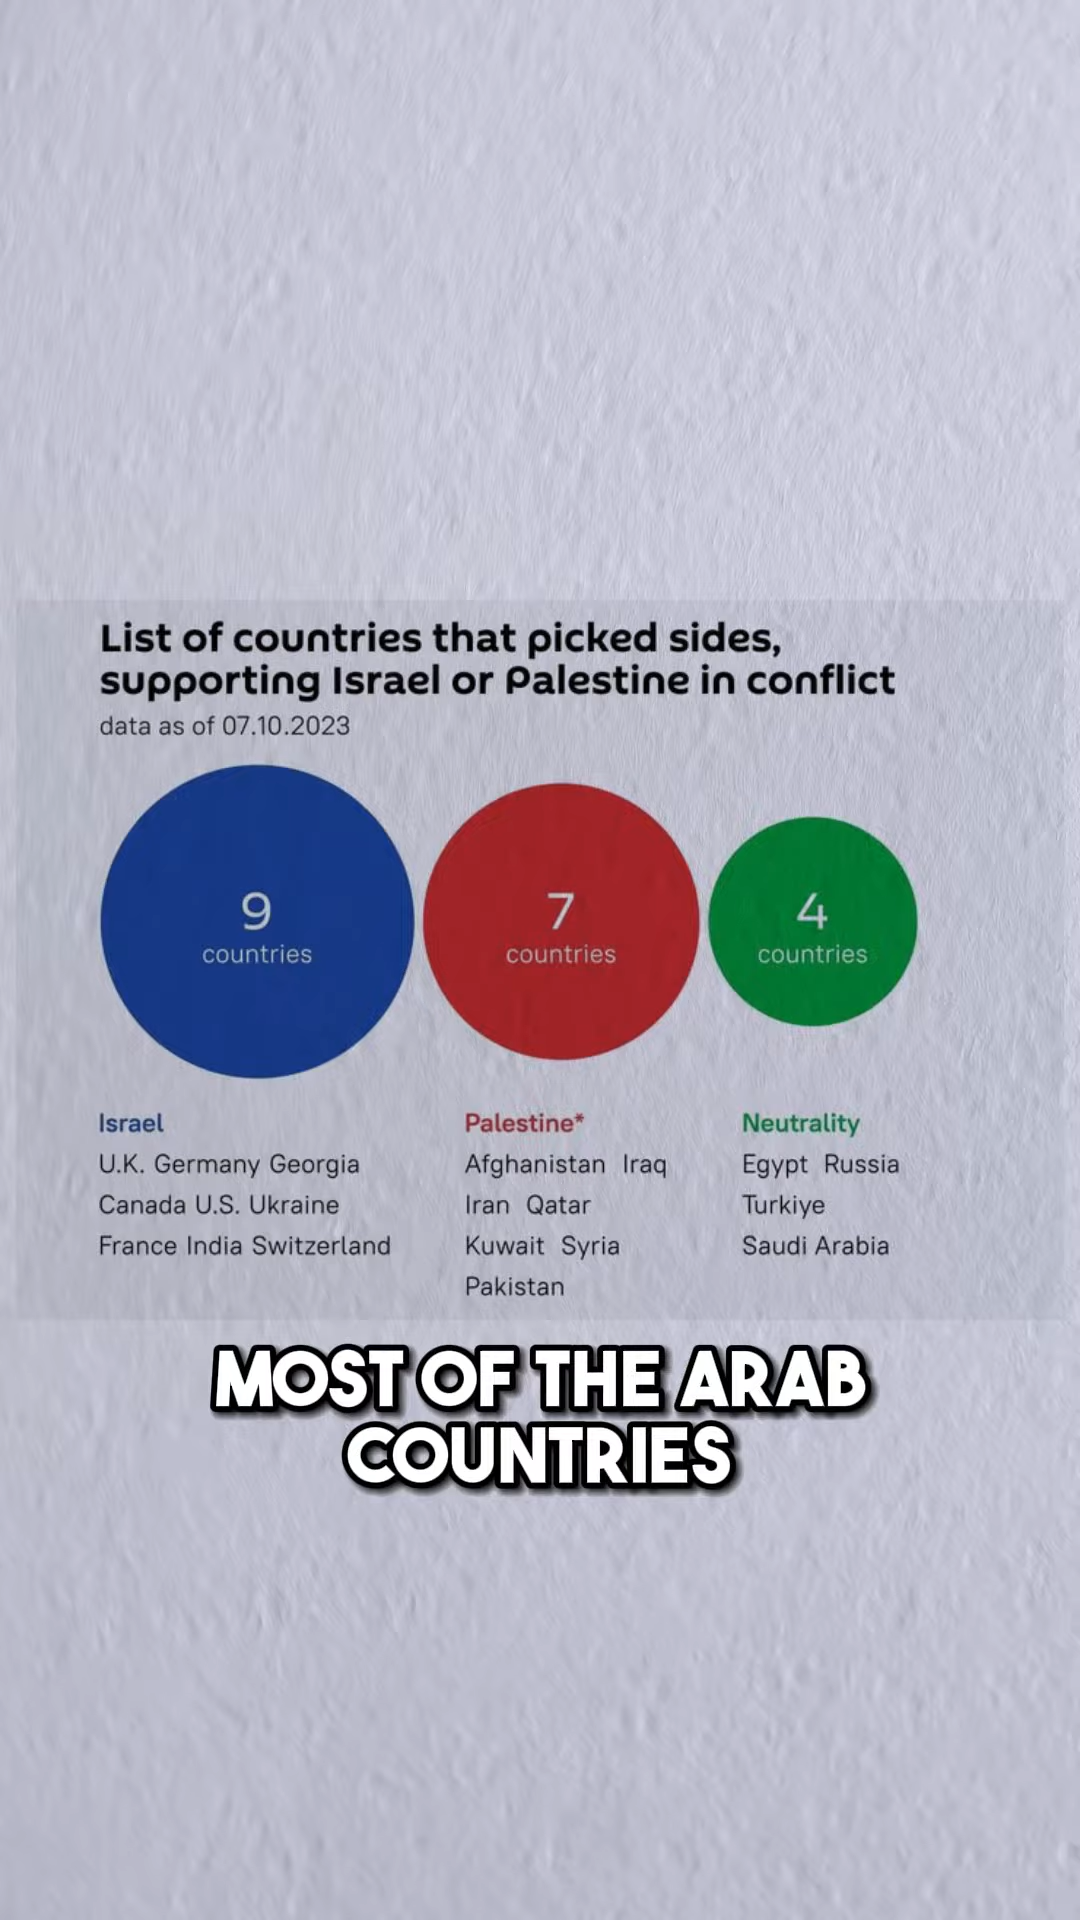 List of countries that picked sides,
supporting Israel or Palestine in conflict
data as of 07.10.2023
9
countries
7
countries
4
countries
Israel
U.K. Germany Georgia
Canada U.S. Ukraine
France India Switzerland
Palestine*
Afghanistan Iraq
Iran Qatar
Kuwait Syria
Pakistan
Neutrality
Egypt Russia
Turkiye
Saudi Arabia
MOST OF THE ARAB
COUNTRIES